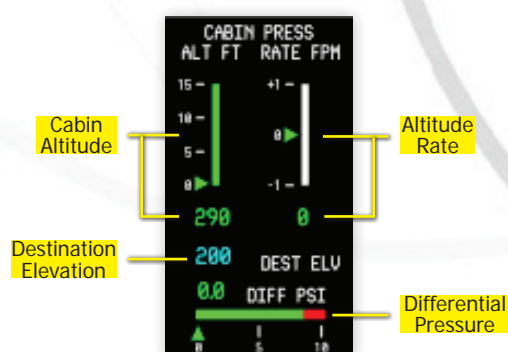 CABIN PRESS
ALT FT RATE FPM
15 +1
10
Cabin
Altitude
0
Altitude
Rate
5
0 -1
290 0
Destination
Elevation
200 DEST ELV
0.0 DIFF PSI
Differential
Pressure
0 5 10